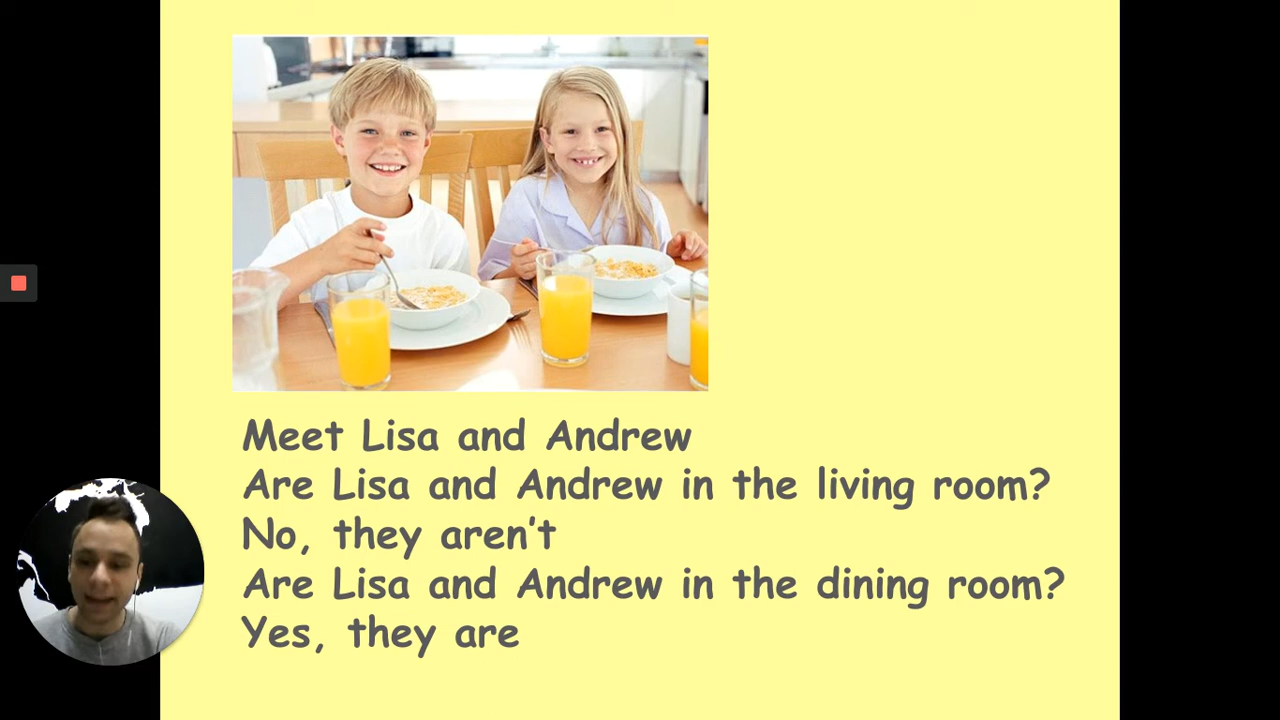 Meet Lisa and Andrew
Are Lisa and Andrew in the living room?
No, they aren't
Are Lisa and Andrew in the dining room?
Yes, they are